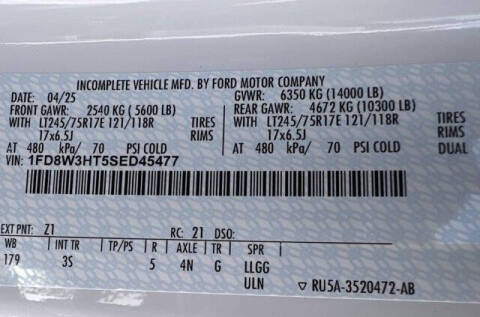 INCOMPLETE VEHICLE MFD. BY FORD MOTOR COMPANY
DATE: 04/25 GVWR: 6350 KG (14000 LB)
FRONT GAWR: 2540 KG ( 5600 LB) REAR GAWR: 4672 KG (10300 LB)
WITH LT245/75R17E 121/118R TIRES WITH LT245/75R17E 121/118R TIRES
17x6.5J RIMS 17x6.5J RIMS
AT 480 kPa/ 70 PSI COLD AT 480 kPa/ 70 PSI COLD DUAL
VIN: 1FD8W3HT5SED45477
EXT PNT: Z1 RC: 21 DSO:
WB INT TR TP/PS R AXLE TR SPR
179 3S 5 4N G LLGG
ULN ▽ RU5A-3520472-AB